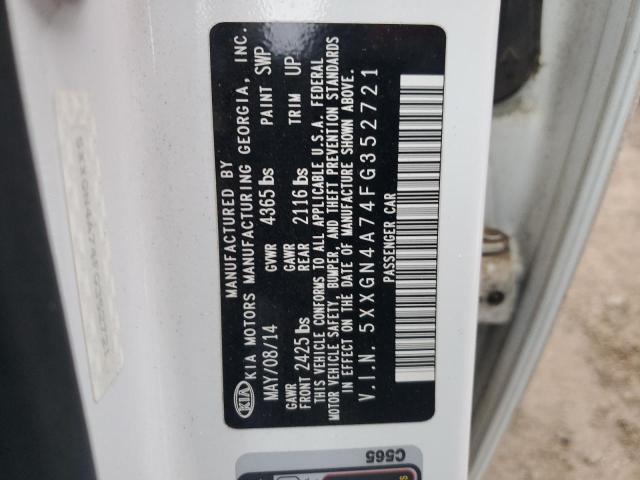 MANUFACTURED BY
KIA KIA MOTORS MANUFACTURING GEORGIA, INC.
MAY/08/14 GVWR 4365 lbs PAINT SWP
GAWR FRONT 2425 lbs GAWR REAR 2116 lbs TRIM UP
THIS VEHICLE CONFORMS TO ALL APPLICABLE U.S.A. FEDERAL
MOTOR VEHICLE SAFETY, BUMPER, AND THEFT PREVENTION STANDARDS
IN EFFECT ON THE DATE OF MANUFACTURE SHOWN ABOVE.
V.I.N. 5XXGN4A74FG352721
PASSENGER CAR
C565